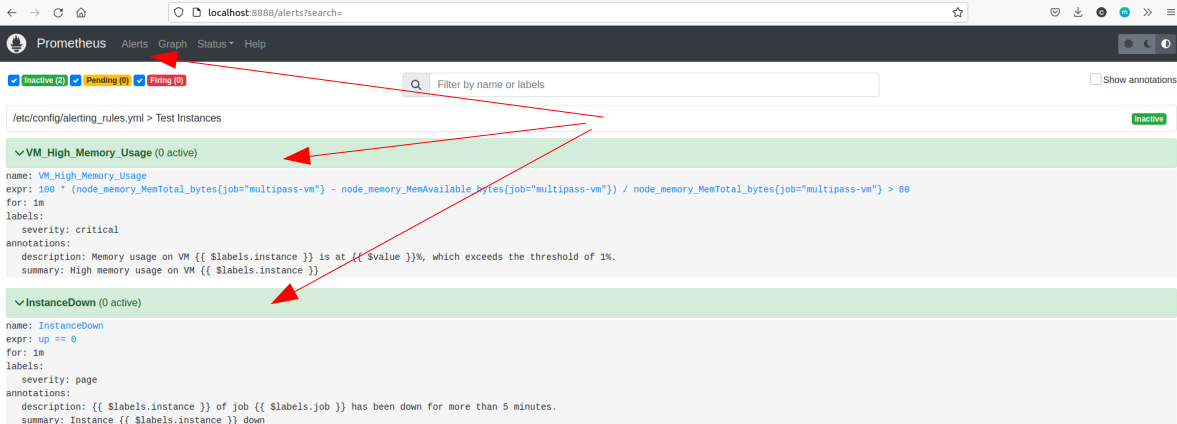 localhost:8888/alerts?search=
Prometheus Alerts Graph Status Help
Inactive (2) Pending (0) Firing (0) Filter by name or labels Show annotations
/etc/config/alerting_rules.yml > Test Instances inactive
VM_High_Memory_Usage (0 active)
name: VM_High_Memory_Usage
expr: 100 * (node_memory_MemTotal_bytes{job="multipass-vm"} - node_memory_MemAvailable_bytes{job="multipass-vm"}) / node_memory_MemTotal_bytes{job="multipass-vm"} > 80
for: 1m
labels:
severity: critical
annotations:
description: Memory usage on VM {{ $labels.instance }} is at {{ $value }}%, which exceeds the threshold of 1%.
summary: High memory usage on VM {{ $labels.instance }}
InstanceDown (0 active)
name: InstanceDown
expr: up == 0
for: 1m
labels:
severity: page
annotations:
description: {{ $labels.instance }} of job {{ $labels.job }} has been down for more than 5 minutes.
summary: Instance {{ $labels.instance }} down